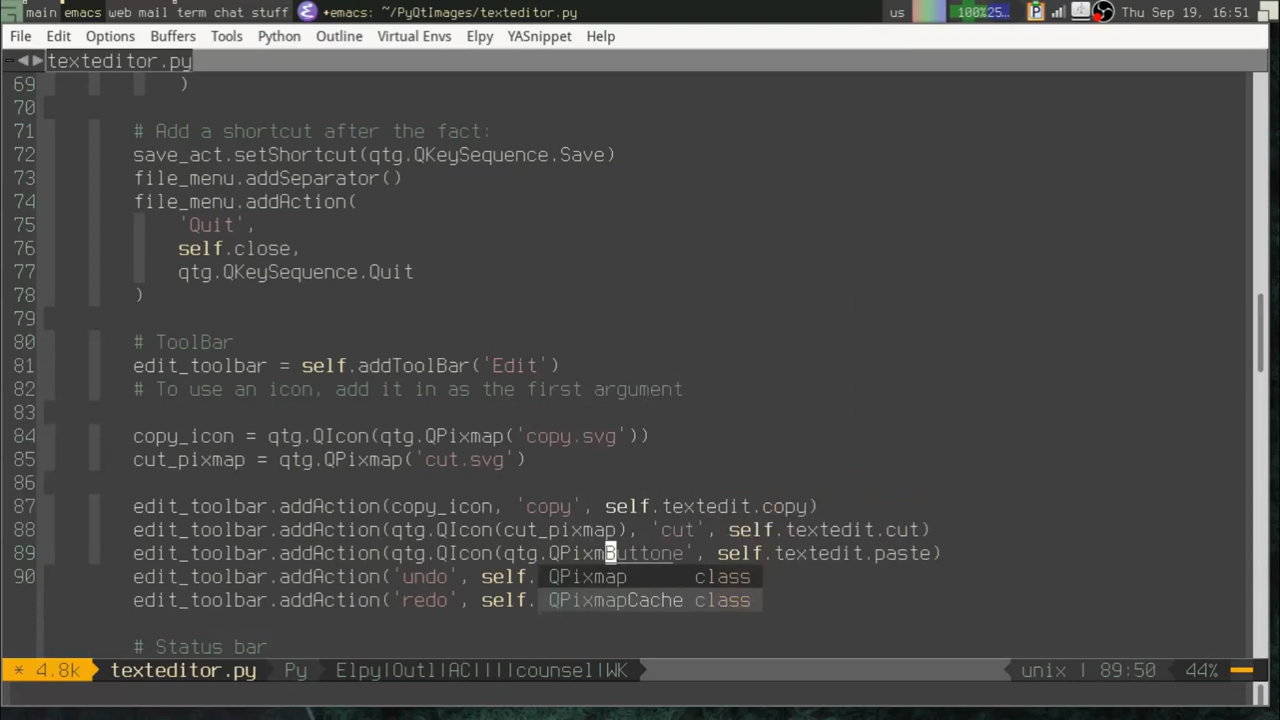 main emacs web mail term chat stuff +emacs: ~/PyQtImages/texteditor.py us 100%25... Thu Sep 19, 16:51
File Edit Options Buffers Tools Python Outline Virtual Envs Elpy YASnippet Help
texteditor.py
69 )
70
71 # Add a shortcut after the fact:
72 save_act.setShortcut(qtg.QKeySequence.Save)
73 file_menu.addSeparator()
74 file_menu.addAction(
75 'Quit',
76 self.close,
77 qtg.QKeySequence.Quit
78 )
79
80 # ToolBar
81 edit_toolbar = self.addToolBar('Edit')
82 # To use an icon, add it in as the first argument
83
84 copy_icon = qtg.QIcon(qtg.QPixmap('copy.svg'))
85 cut_pixmap = qtg.QPixmap('cut.svg')
86
87 edit_toolbar.addAction(copy_icon, 'copy', self.textedit.copy)
88 edit_toolbar.addAction(qtg.QIcon(cut_pixmap), 'cut', self.textedit.cut)
89 edit_toolbar.addAction(qtg.QIcon(qtg.QPixmButtone', self.textedit.paste)
90 edit_toolbar.addAction('undo', self. QPixmap class
edit_toolbar.addAction('redo', self. QPixmapCache class
# Status bar
* 4.8k texteditor.py Py Elpy|Outl|AC||||counsel|WK unix | 89:50 44%